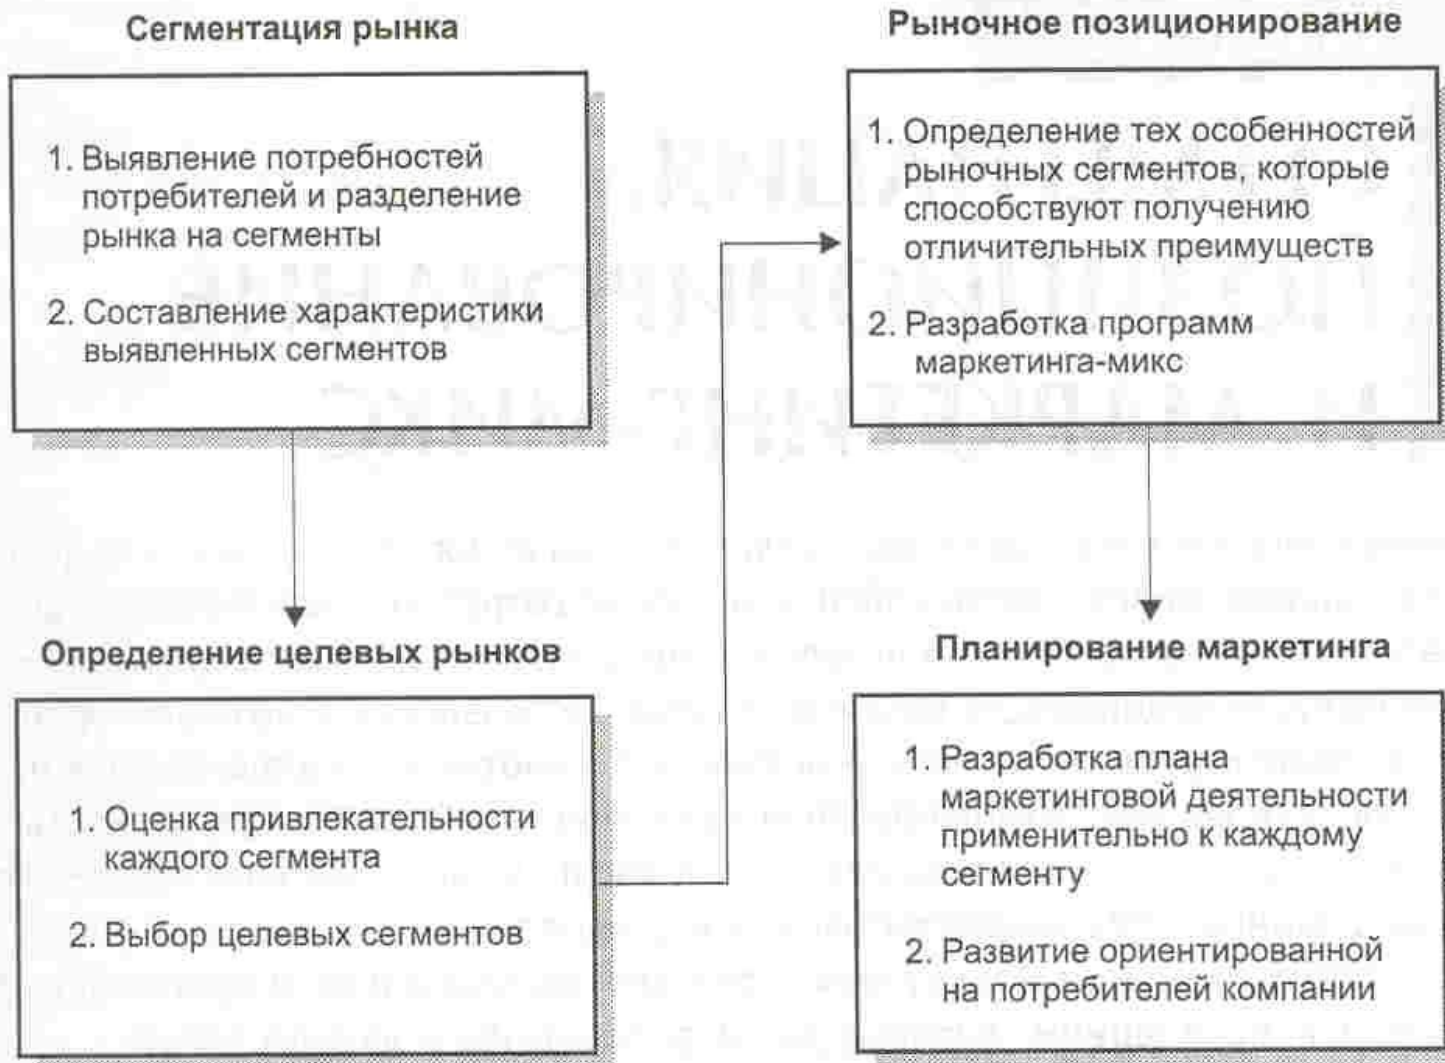 Сегментация рынка
1. Выявление потребностей
потребителей и разделение
рынка на сегменты
2. Составление характеристики
выявленных сегментов
Определение целевых рынков
1. Оценка привлекательности
каждого сегмента
2. Выбор целевых сегментов
Рыночное позиционирование
1. Определение тех особенностей
рыночных сегментов, которые
способствуют получению
отличительных преимуществ
2. Разработка программ
маркетинга-микс
Планирование маркетинга
1. Разработка плана
маркетинговой деятельности
применительно к каждому
сегменту
2. Развитие ориентированной
на потребителей компании